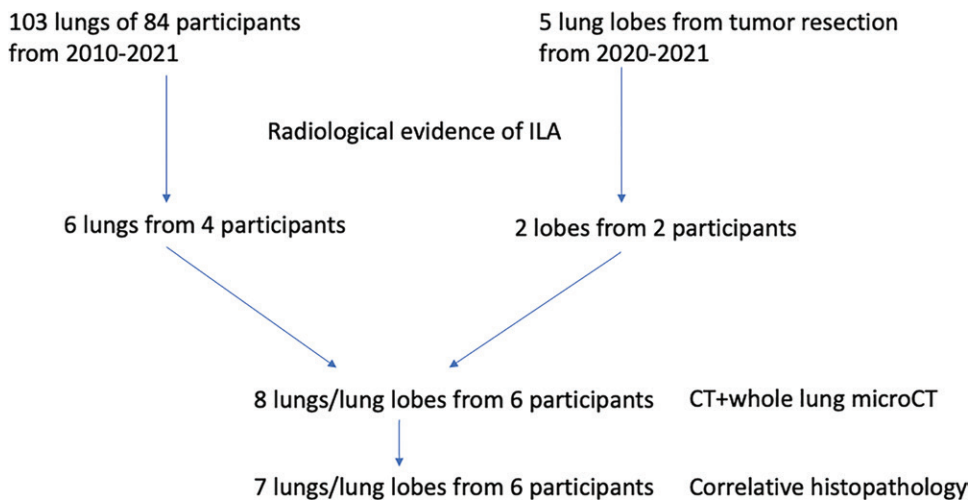 103 lungs of 84 participants
from 2010-2021
5 lung lobes from tumor resection
from 2020-2021
Radiological evidence of ILA
6 lungs from 4 participants
2 lobes from 2 participants
8 lungs/lung lobes from 6 participants
CT+whole lung microCT
7 lungs/lung lobes from 6 participants
Correlative histopathology